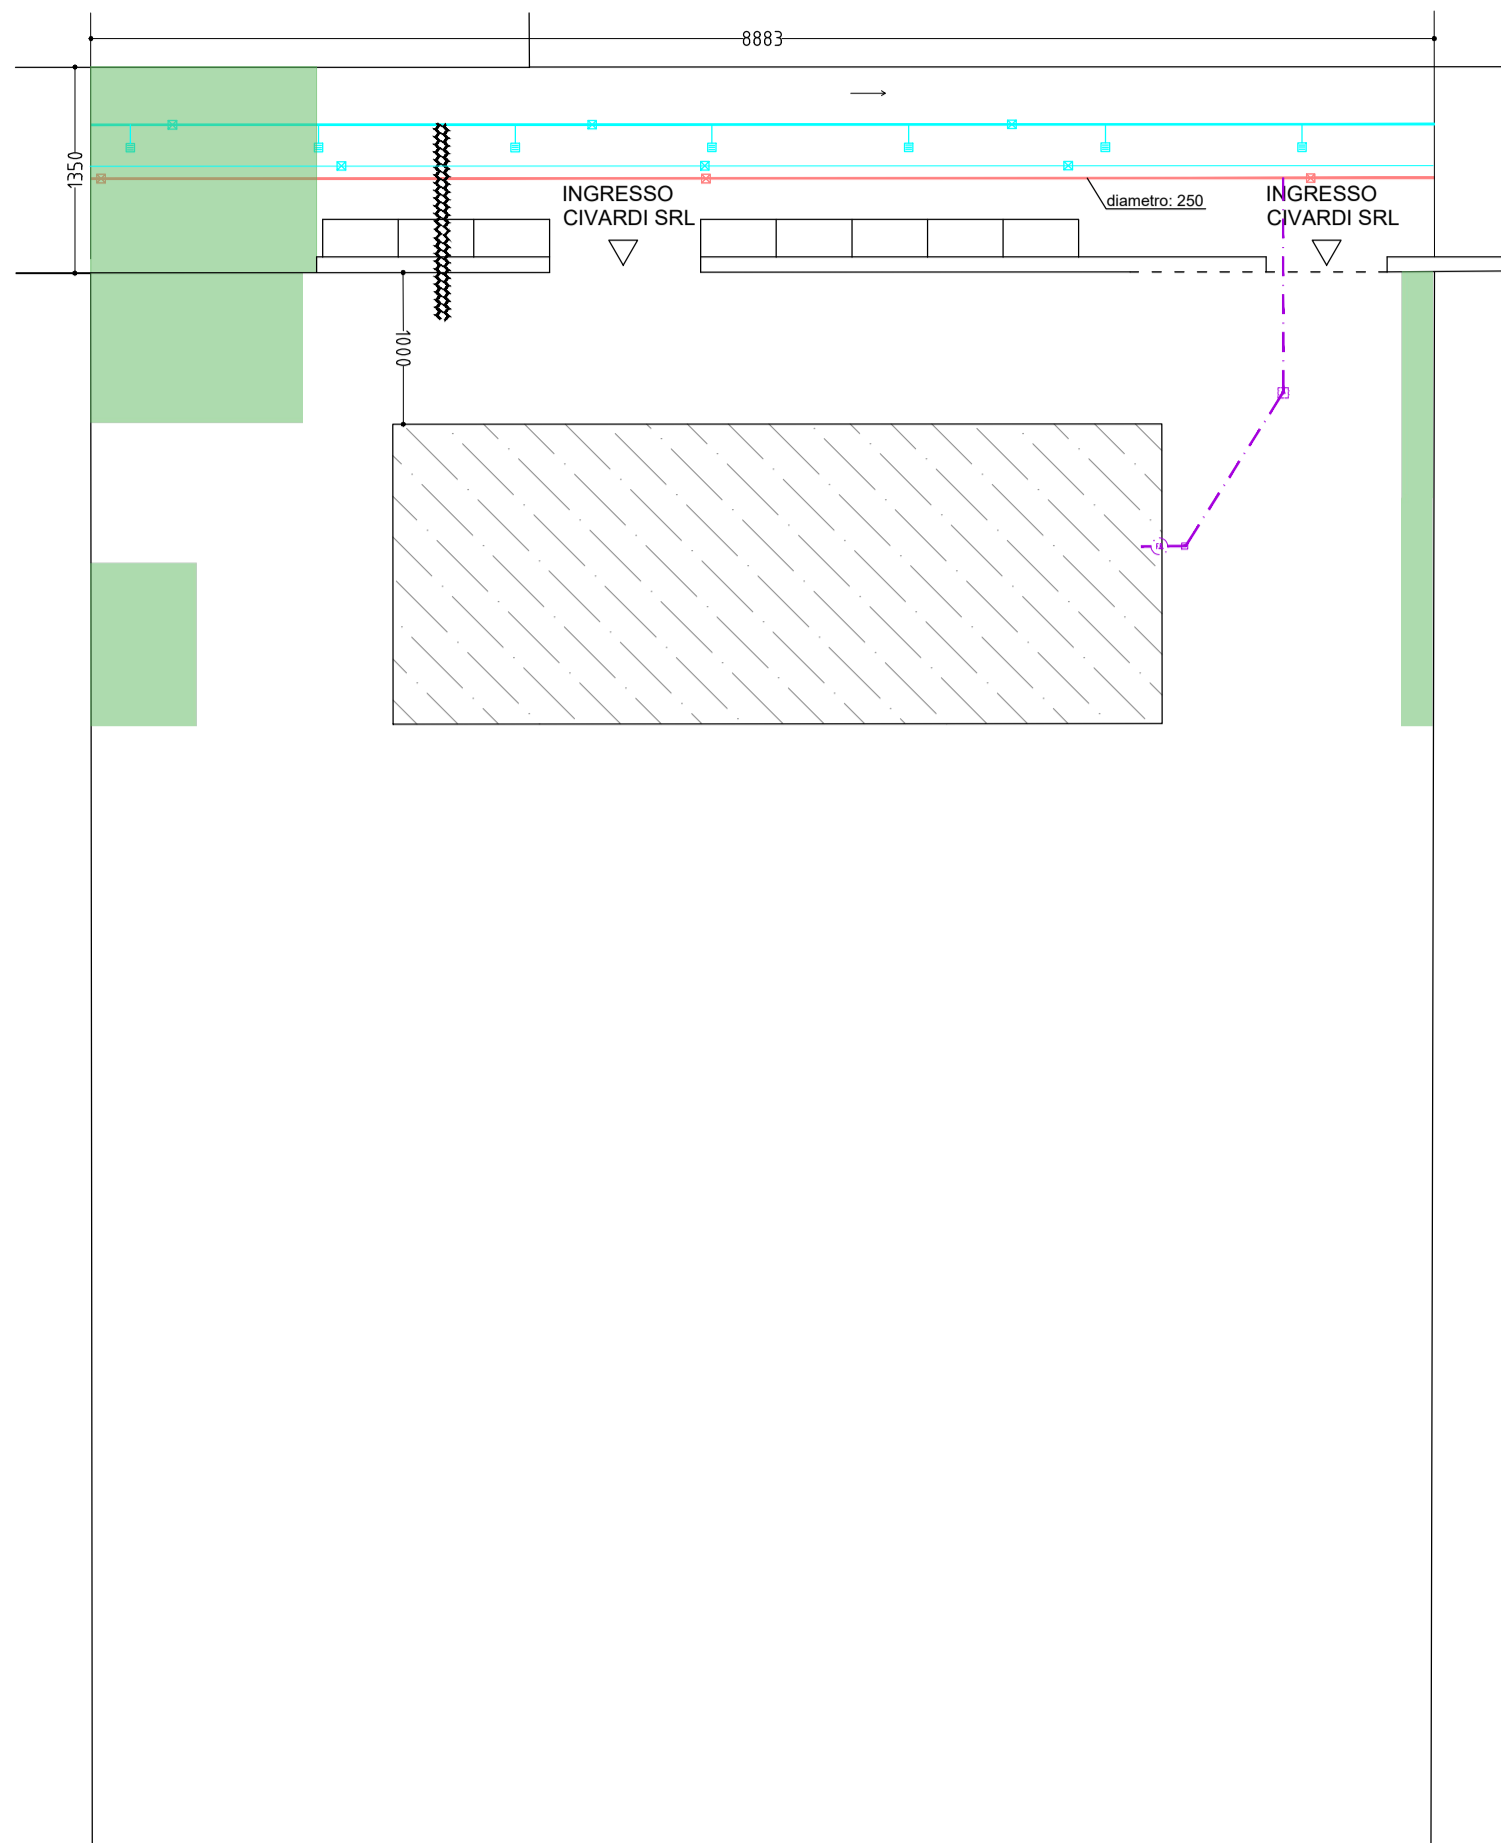 8883
1350
INGRESSO
CIVARDI SRL
diametro: 250
INGRESSO
CIVARDI SRL
1000